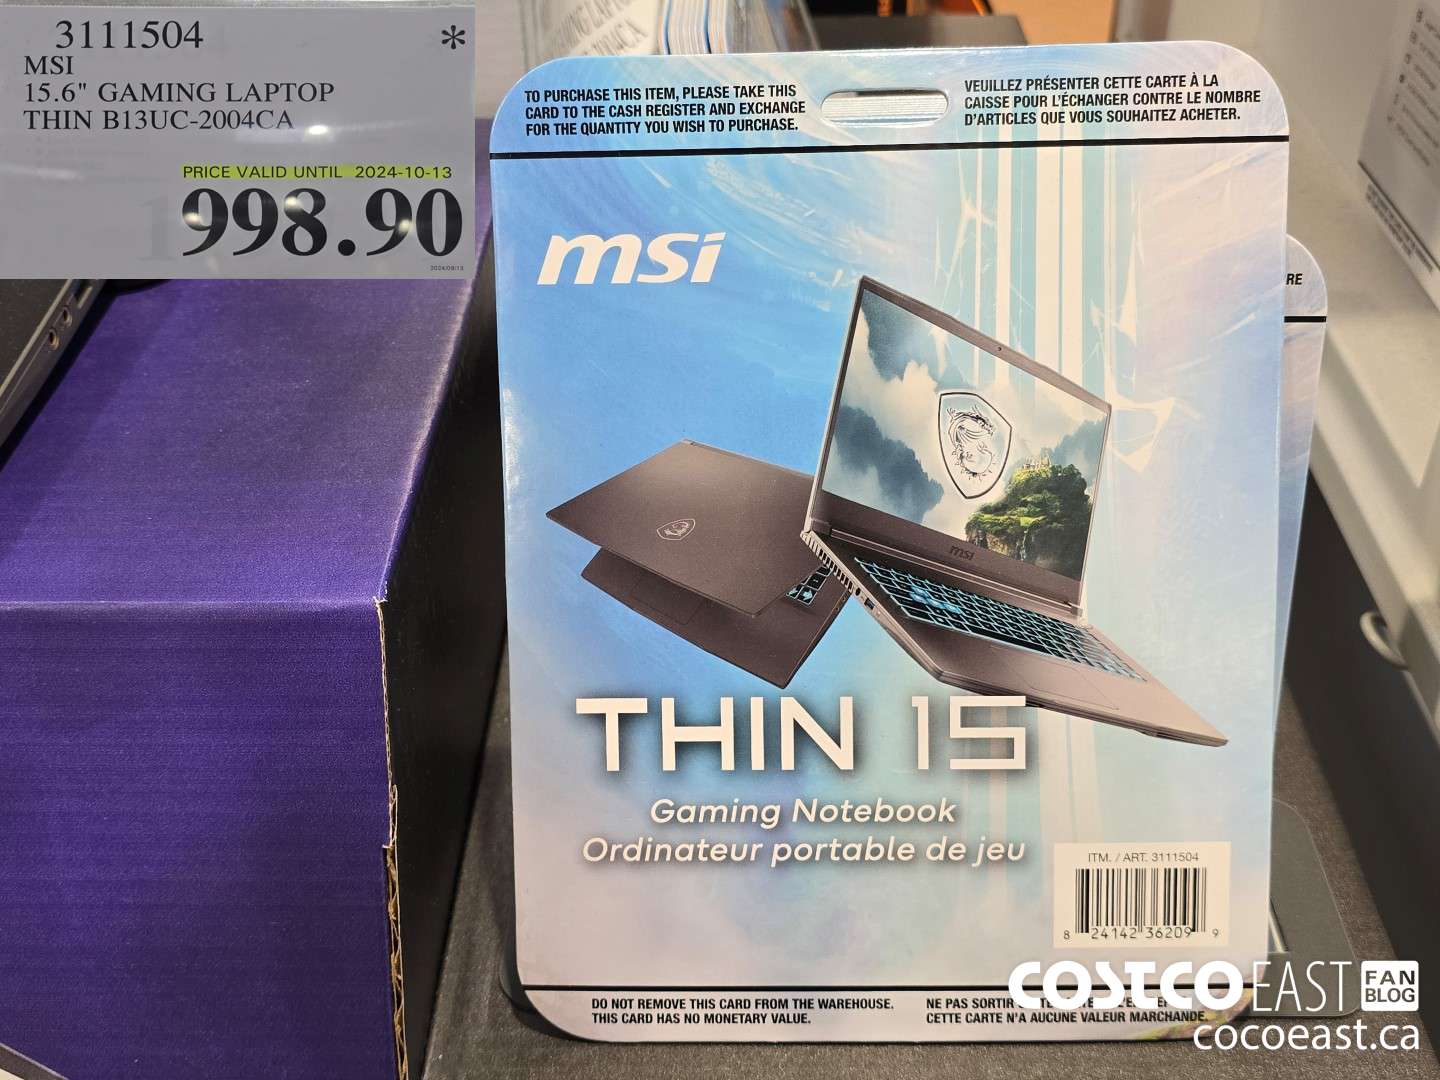 3111504 *
MSI
15.6" GAMING LAPTOP
THIN B13UC-2004CA
PRICE VALID UNTIL 2024-10-13
998.90
TO PURCHASE THIS ITEM, PLEASE TAKE THIS
CARD TO THE CASH REGISTER AND EXCHANGE
FOR THE QUANTITY YOU WISH TO PURCHASE.
VEUILLEZ PRÉSENTER CETTE CARTE À LA
CAISSE POUR L'ÉCHANGER CONTRE LE NOMBRE
D'ARTICLES QUE VOUS SOUHAITEZ ACHETER.
RE
msi
msi
THIN 15
Gaming Notebook
Ordinateur portable de jeu
ITM. / ART. 3111504
8 24142 36209 9
DO NOT REMOVE THIS CARD FROM THE WAREHOUSE.
THIS CARD HAS NO MONETARY VALUE.
NE PAS SORTIR
CETTE CARTE N'A AUCUNE VALEUR MARCHANDE.
COSTCO EAST FAN BLOG
cocoeast.ca